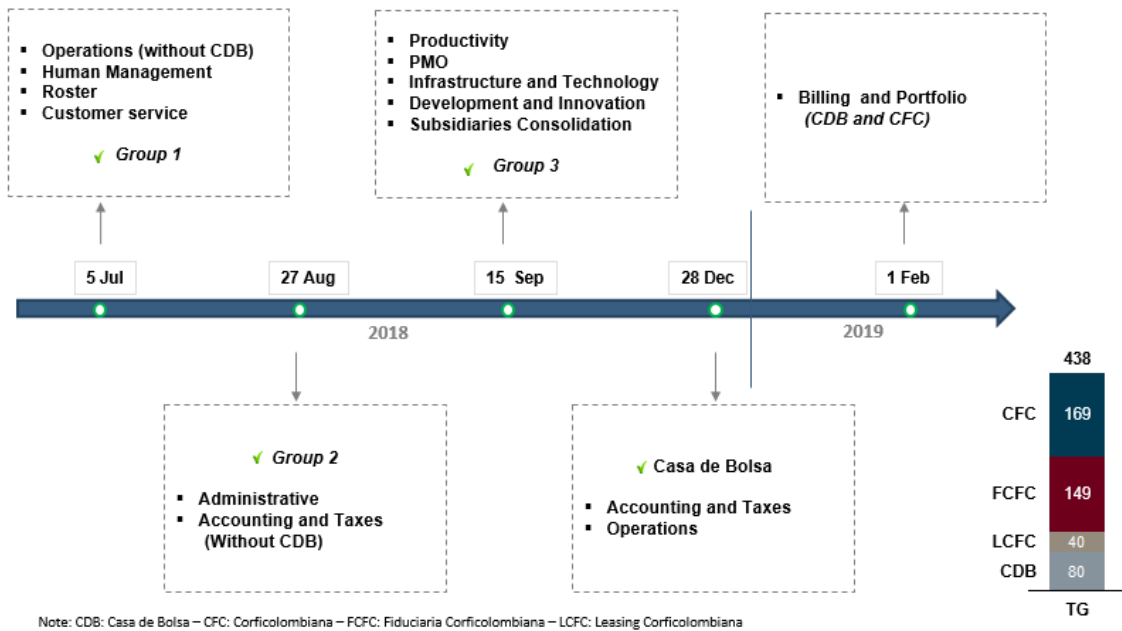 Operations (without CDB)
Human Management
Roster
Customer service
Group 1
Productivity
PMO
Infrastructure and Technology
Development and Innovation
Subsidiaries Consolidation
Group 3
Billing and Portfolio
(CDB and CFC)
5 Jul
27 Aug
15 Sep
28 Dec
1 Feb
2018
2019
Group 2
Administrative
Accounting and Taxes
(Without CDB)
Casa de Bolsa
Accounting and Taxes
Operations
438
CFC 169
FCFC 149
LCFC 40
CDB 80
TG
Note: CDB: Casa de Bolsa – CFC: Corficolombiana – FCFC: Fiduciaria Corficolombiana – LCFC: Leasing Corficolombiana